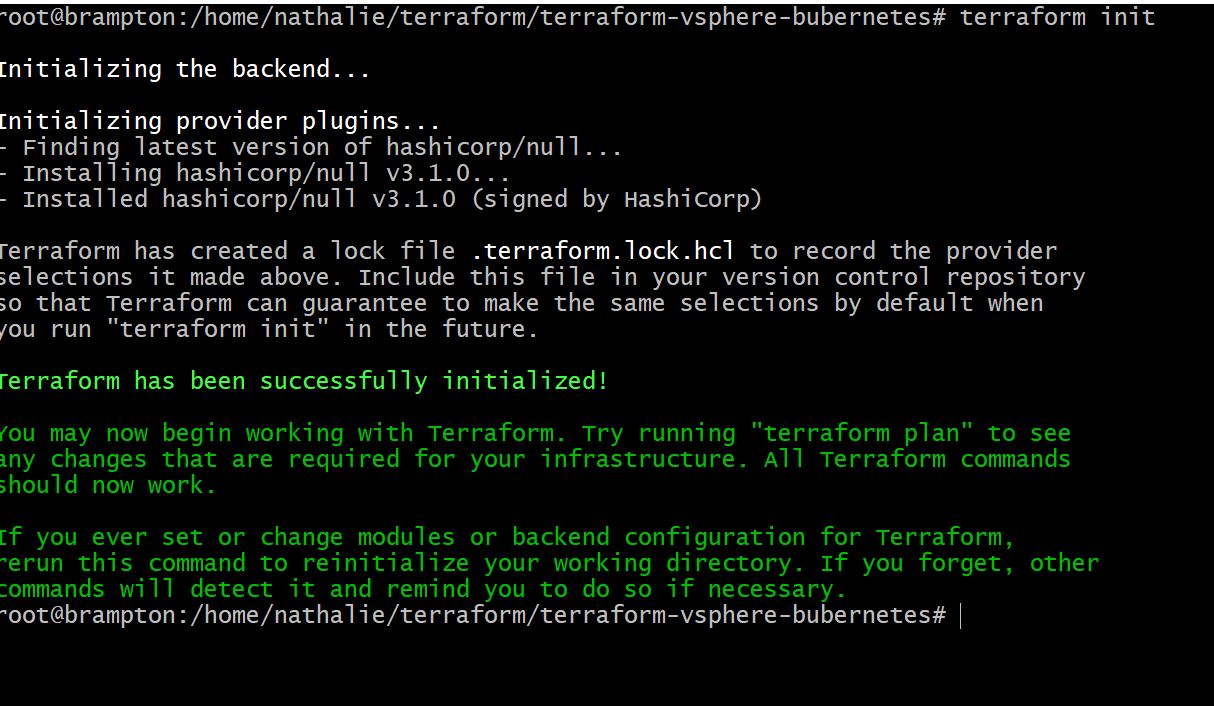 root@brampton:/home/nathalie/terraform/terraform-vsphere-bubernetes# terraform init
Initializing the backend...
Initializing provider plugins...
- Finding latest version of hashicorp/null...
- Installing hashicorp/null v3.1.0...
- Installed hashicorp/null v3.1.0 (signed by HashiCorp)
Terraform has created a lock file .terraform.lock.hcl to record the provider
selections it made above. Include this file in your version control repository
so that Terraform can guarantee to make the same selections by default when
you run "terraform init" in the future.
Terraform has been successfully initialized!
You may now begin working with Terraform. Try running "terraform plan" to see
any changes that are required for your infrastructure. All Terraform commands
should now work.
If you ever set or change modules or backend configuration for Terraform,
rerun this command to reinitialize your working directory. If you forget, other
commands will detect it and remind you to do so if necessary.
root@brampton:/home/nathalie/terraform/terraform-vsphere-bubernetes#